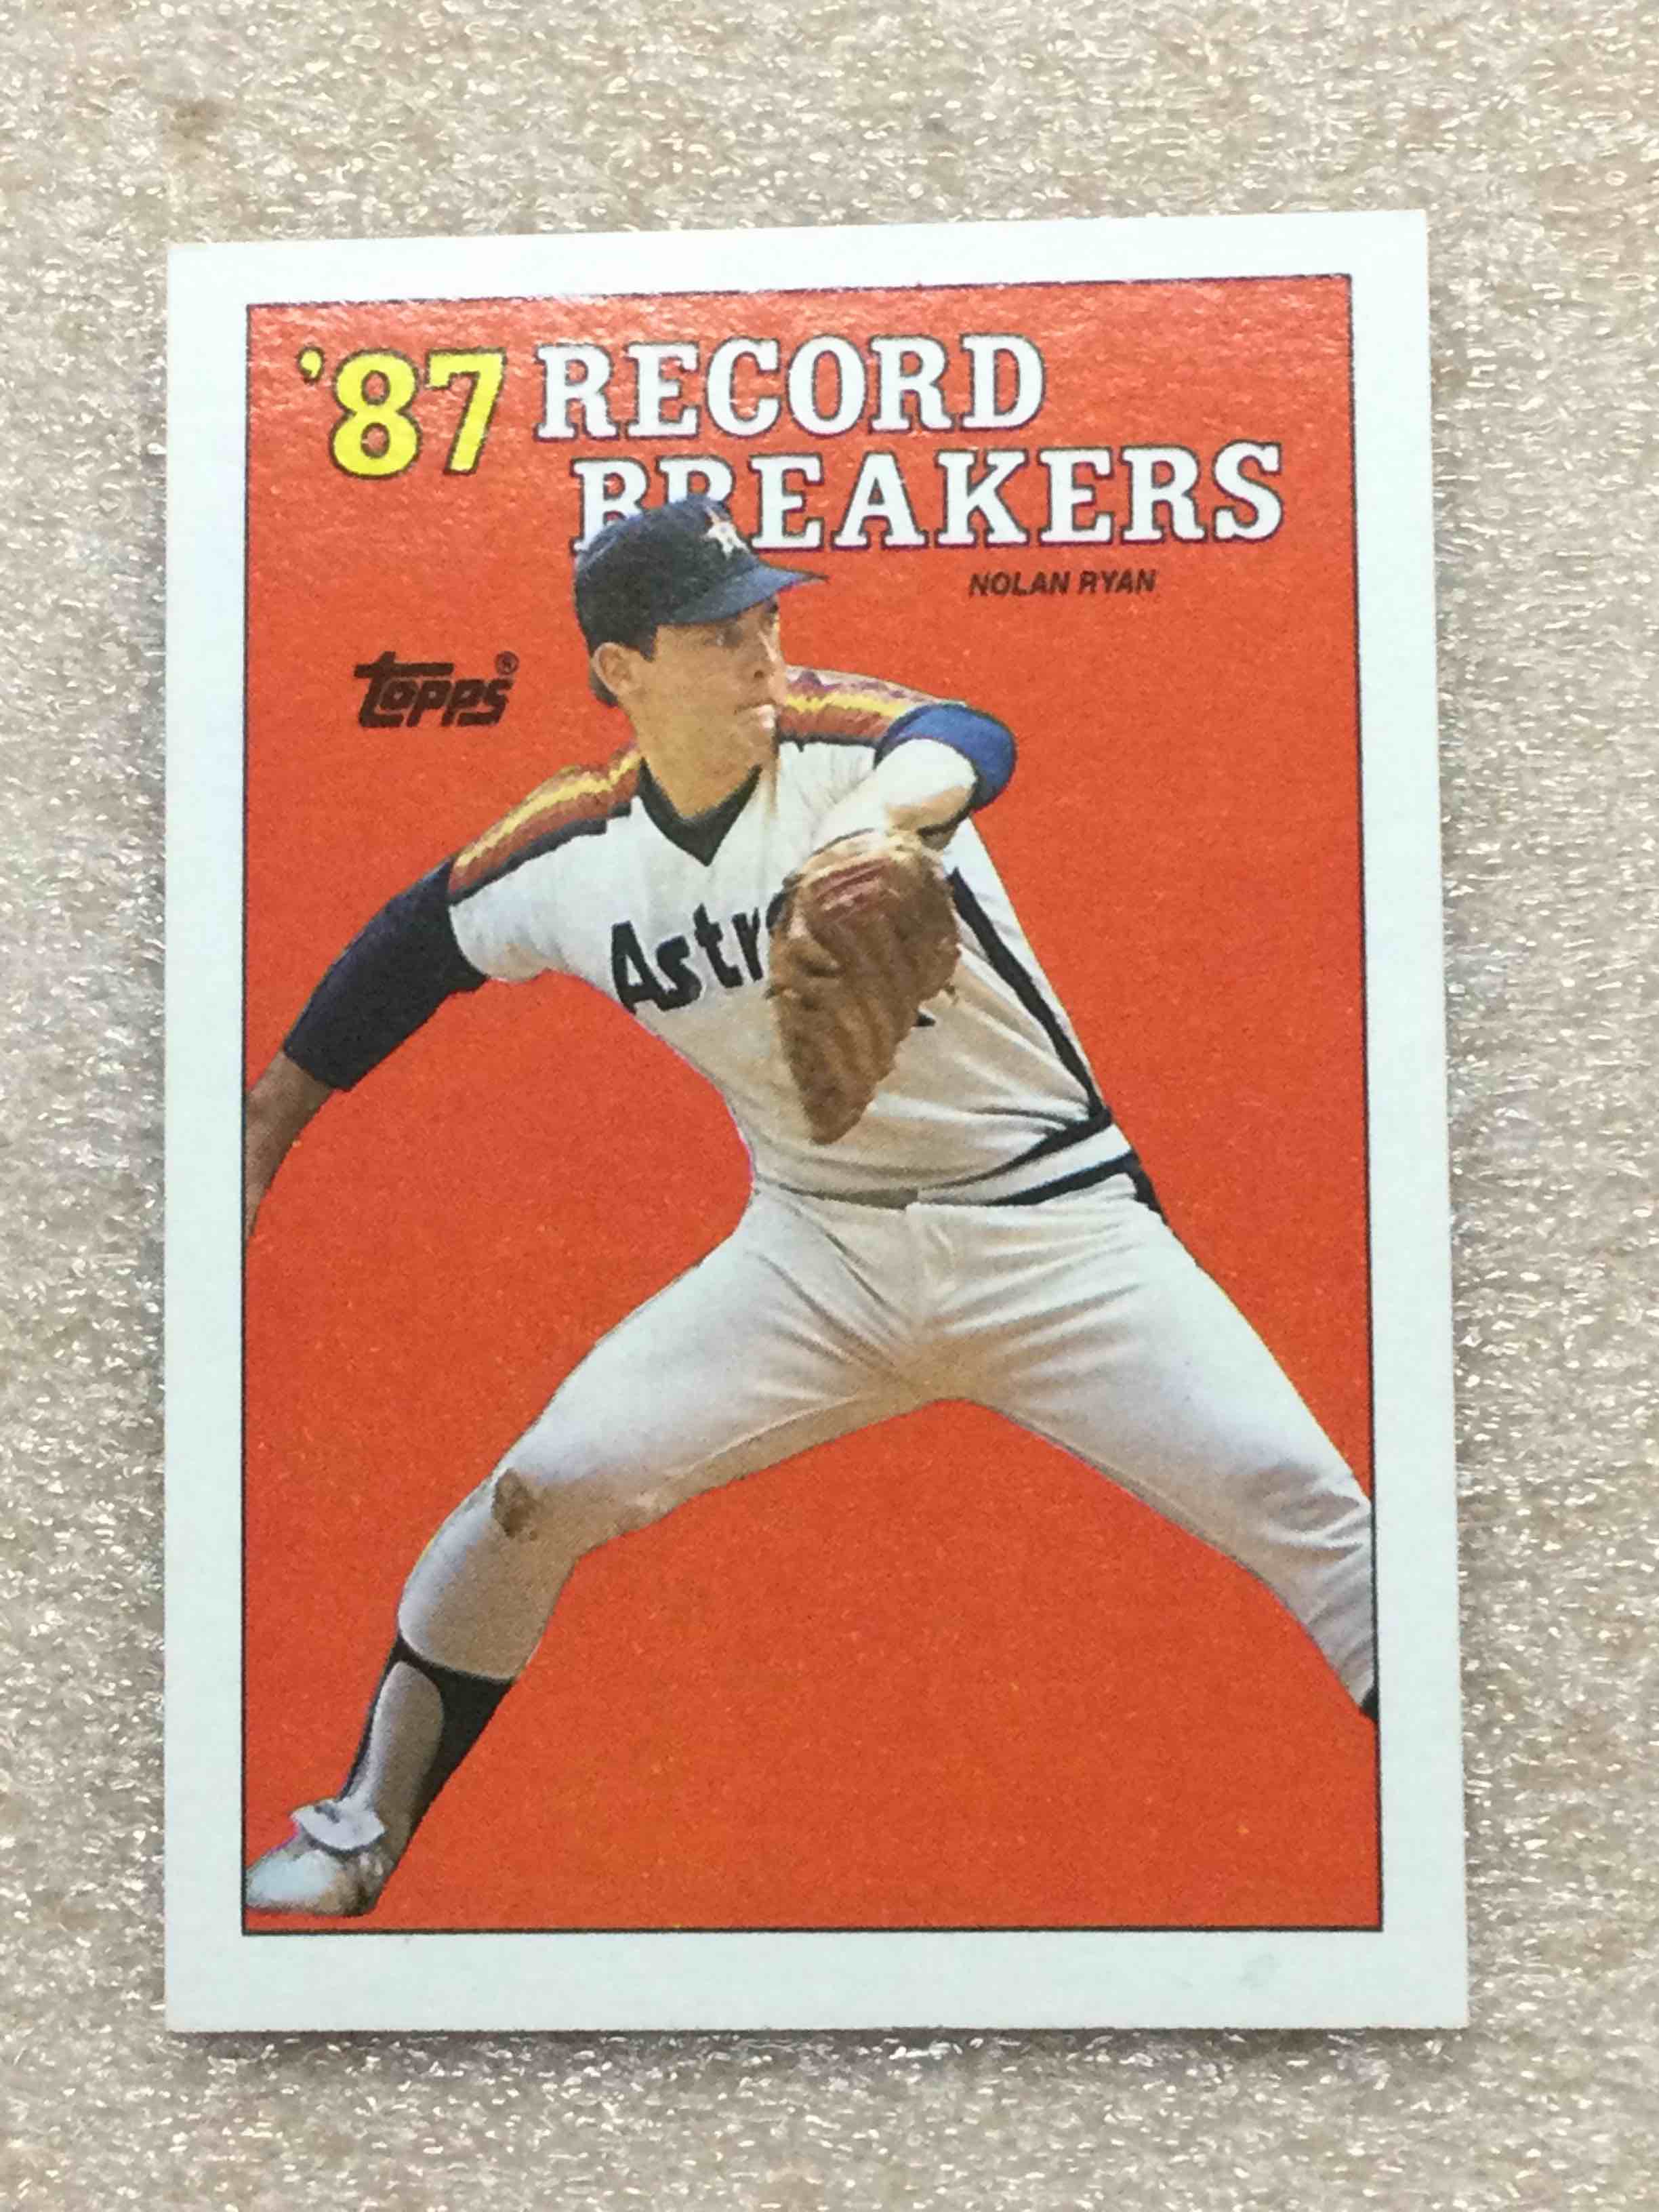 '87 RECORD
BREAKERS
NOLAN RYAN
topps®
Astr